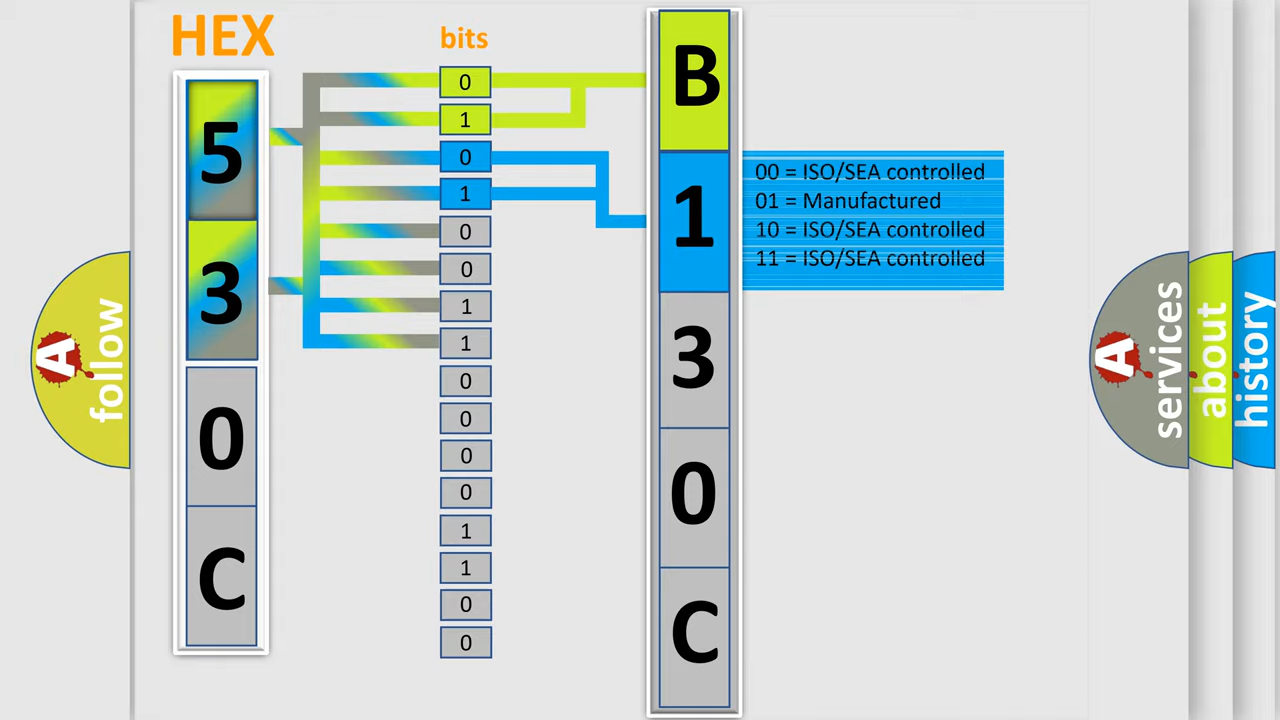 HEX
5
3
0
C
bits
0
1
0
1
0
0
1
1
0
0
0
0
1
1
0
0
B
1
3
0
C
00 = ISO/SEA controlled
01 = Manufactured
10 = ISO/SEA controlled
11 = ISO/SEA controlled
A
follow
A
services
about
history